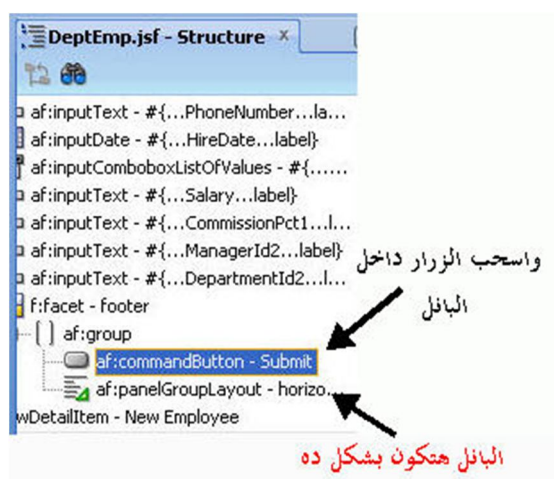 DeptEmp.jsf - Structure ×
af:inputText - #{...PhoneNumber...la...
af:inputDate - #{...HireDate...label}
af:inputComboboxListOfValues - #{......
af:inputText - #{...Salary...label}
af:inputText - #{...CommissionPct1...l...
af:inputText - #{...ManagerId2...label}
af:inputText - #{...DepartmentId2...l...
f:facet - footer
af:group
af:commandButton - Submit
af:panelGroupLayout - horizo...
wDetailItem - New Employee
واسحب الزرار داخل
البانل
البانل هتكون بشكل ده